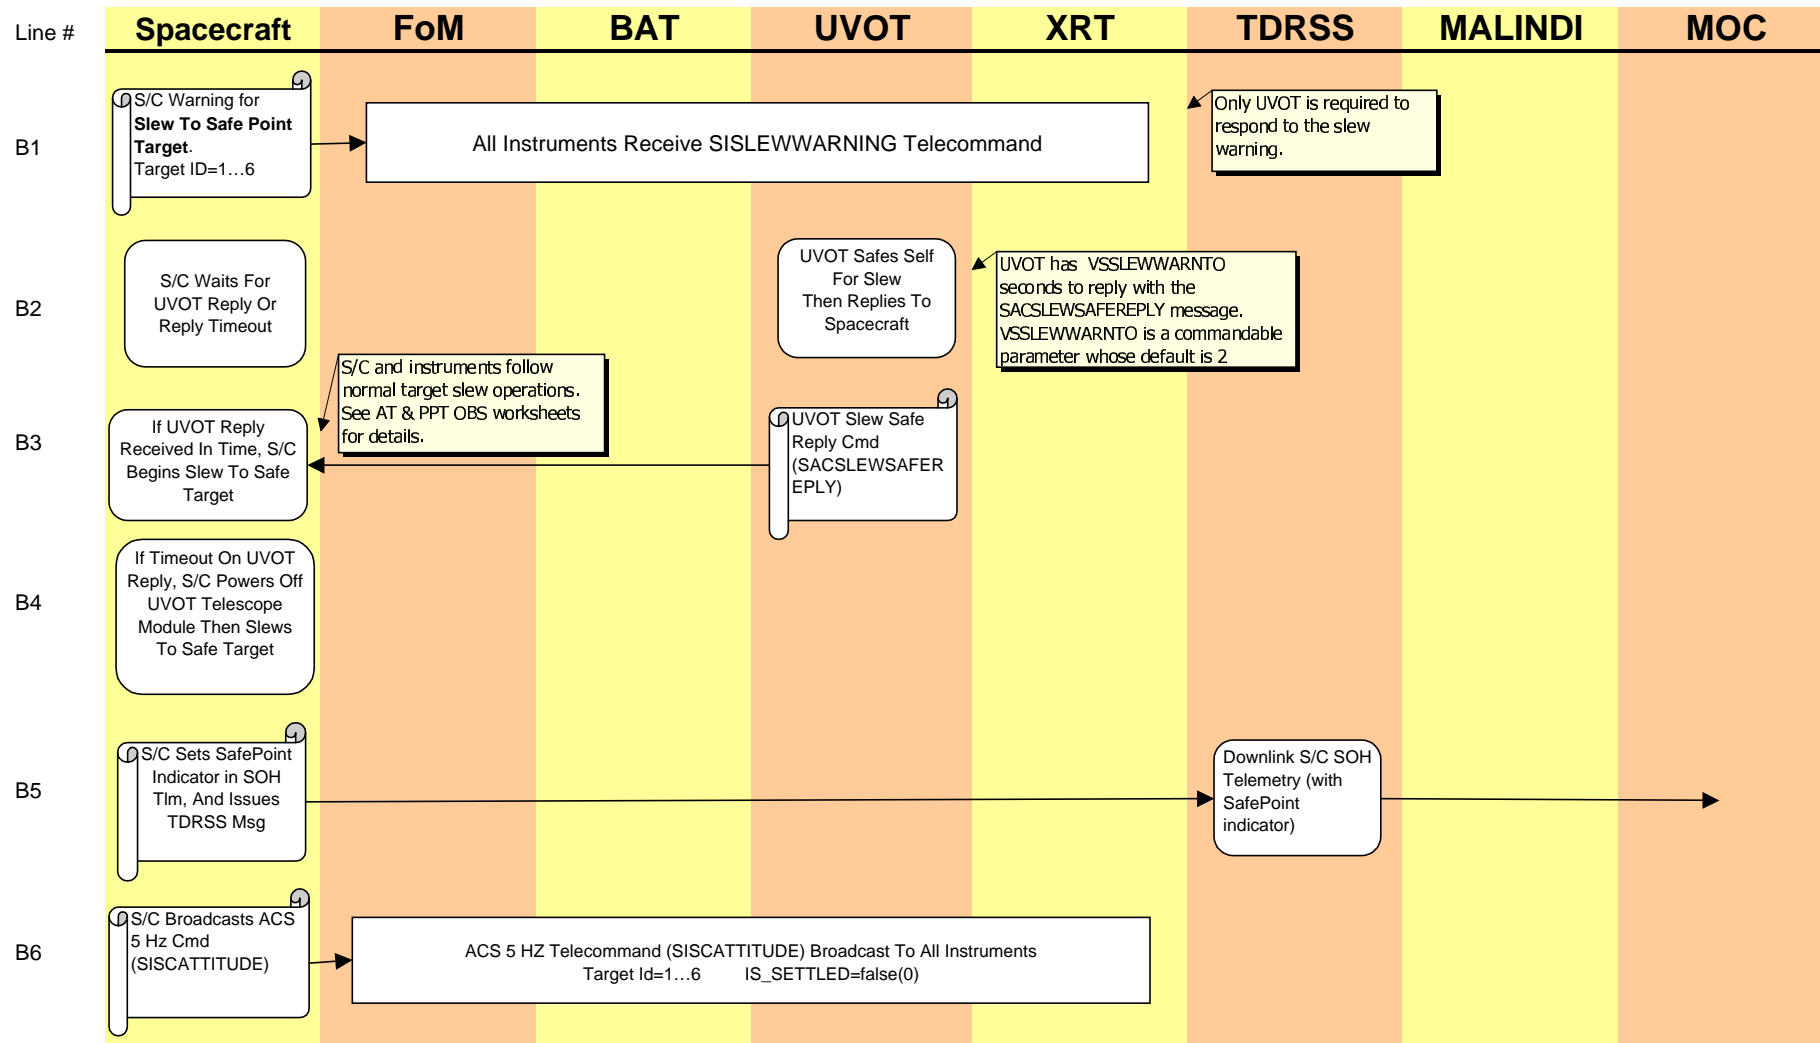 Line #
Spacecraft
FoM
BAT
UVOT
XRT
TDRSS
MALINDI
MOC
B1
S/C Warning for
Slew To Safe Point
Target.
Target ID=1…6
All Instruments Receive SISLEWWARNING Telecommand
Only UVOT is required to
respond to the slew
warning.
B2
S/C Waits For
UVOT Reply Or
Reply Timeout
UVOT Safes Self
For Slew
Then Replies To
Spacecraft
UVOT has VSSLEWWARNTO
seconds to reply with the
SACSLEWSAFEREPLY message.
VSSLEWWARNTO is a commandable
parameter whose default is 2
S/C and instruments follow
normal target slew operations.
See AT & PPT OBS worksheets
for details.
B3
If UVOT Reply
Received In Time, S/C
Begins Slew To Safe
Target
UVOT Slew Safe
Reply Cmd
(SACSLEWSAFER
EPLY)
B4
If Timeout On UVOT
Reply, S/C Powers Off
UVOT Telescope
Module Then Slews
To Safe Target
B5
S/C Sets SafePoint
Indicator in SOH
Tlm, And Issues
TDRSS Msg
Downlink S/C SOH
Telemetry (with
SafePoint
indicator)
B6
S/C Broadcasts ACS
5 Hz Cmd
(SISCATTITUDE)
ACS 5 HZ Telecommand (SISCATTITUDE) Broadcast To All Instruments
Target Id=1…6 IS_SETTLED=false(0)